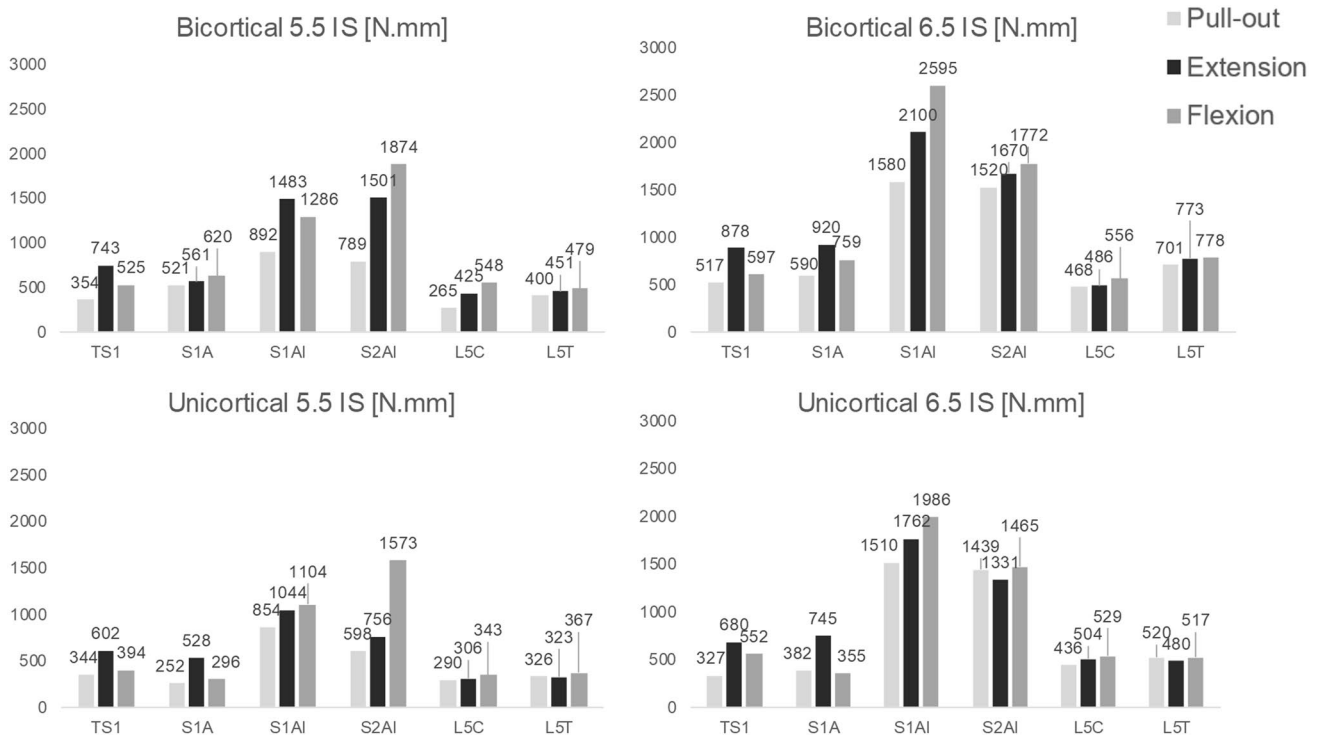 Bicortical 5.5 IS [N.mm]
3000
2500
2000
1500
1000
500
0
354 743 525
521 561 620
892 1483 1286
789 1501 1874
265 425 548
400 451 479
TS1 S1A S1AI S2AI L5C L5T
Bicortical 6.5 IS [N.mm]
3000
2500
2000
1500
1000
500
0
517 878 597
590 920 759
1580 2100 2595
1520 1670 1772
468 486 556
701 773 778
TS1 S1A S1AI S2AI L5C L5T
Pull-out
Extension
Flexion
Unicortical 5.5 IS [N.mm]
3000
2500
2000
1500
1000
500
0
344 602 394
252 528 296
854 1044 1104
598 756 1573
290 306 343
326 323 367
TS1 S1A S1AI S2AI L5C L5T
Unicortical 6.5 IS [N.mm]
3000
2500
2000
1500
1000
500
0
327 680 552
382 745 355
1510 1762 1986
1439 1331 1465
436 504 529
520 480 517
TS1 S1A S1AI S2AI L5C L5T